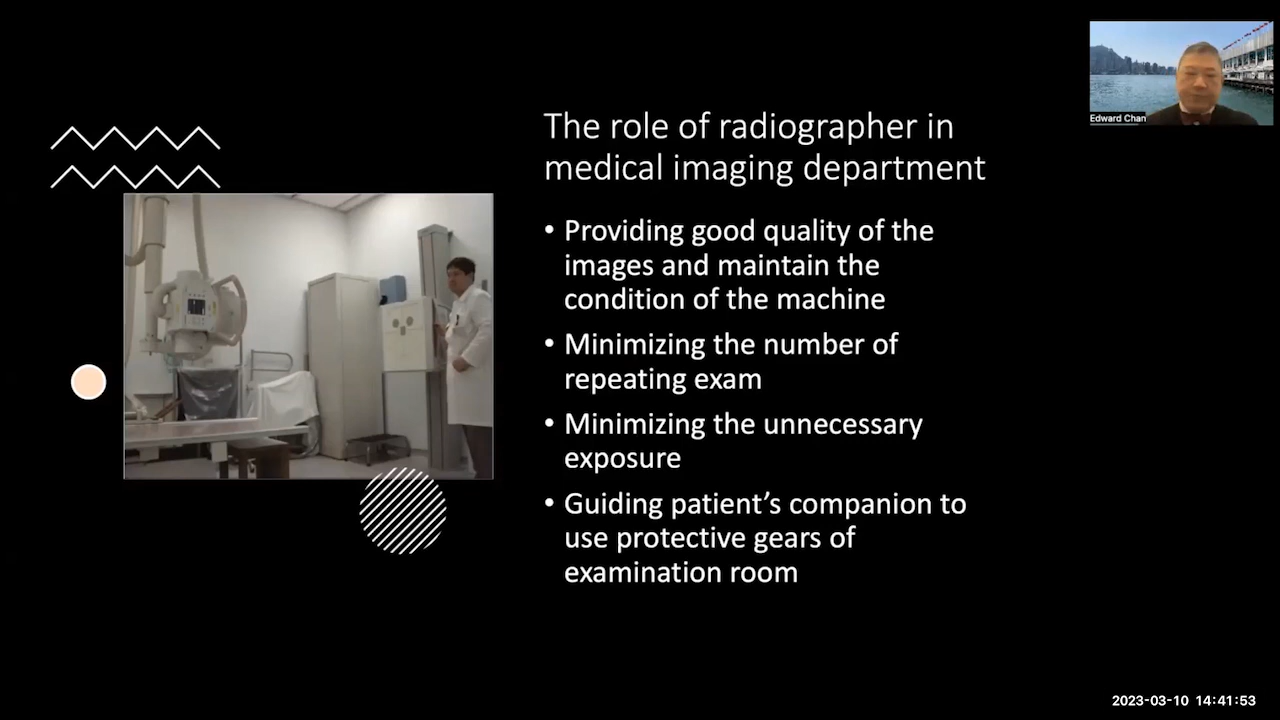 Edward Chan
The role of radiographer in
medical imaging department
• Providing good quality of the
images and maintain the
condition of the machine
• Minimizing the number of
repeating exam
• Minimizing the unnecessary
exposure
• Guiding patient’s companion to
use protective gears of
examination room
2023-03-10 14:41:53